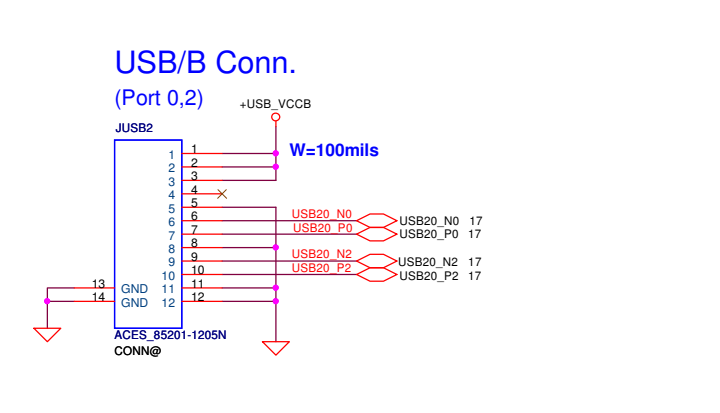 USB/B Conn.
(Port 0,2)
+USB_VCCB
JUSB2
W=100mils
1 1
2 2
3 3
4 4
5 5
6 6 USB20_N0 USB20_N0 17
7 7 USB20_P0 USB20_P0 17
8 8
9 9 USB20_N2 USB20_N2 17
10 10 USB20_P2 USB20_P2 17
13 GND 11 11
14 GND 12 12
ACES_85201-1205N
CONN@